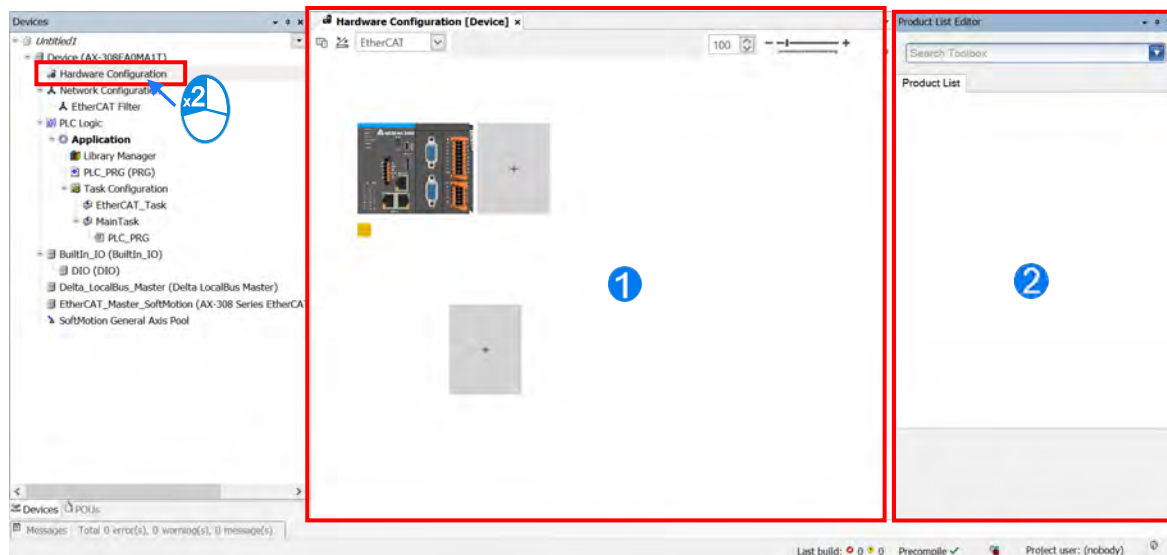 Devices
Untitled1
Device (AX-308EA0MA1T)
Hardware Configuration
Network Configuration
EtherCAT Filter
PLC Logic
Application
Library Manager
PLC_PRG (PRG)
Task Configuration
EtherCAT_Task
MainTask
PLC_PRG
BuiltIn_IO (BuiltIn_IO)
DIO (DIO)
Delta_LocalBus_Master (Delta LocalBus Master)
EtherCAT_Master_SoftMotion (AX-308 Series EtherCA
SoftMotion General Axis Pool
x2
Devices POUs
Messages Total 0 error(s), 0 warning(s), 0 message(s)
Hardware Configuration [Device] x
EtherCAT
100 - +
+
+
1
Product List Editor
Search Toolbox
Product List
2
Last build: 0 0 Precompile ✓ Project user: (nobody)